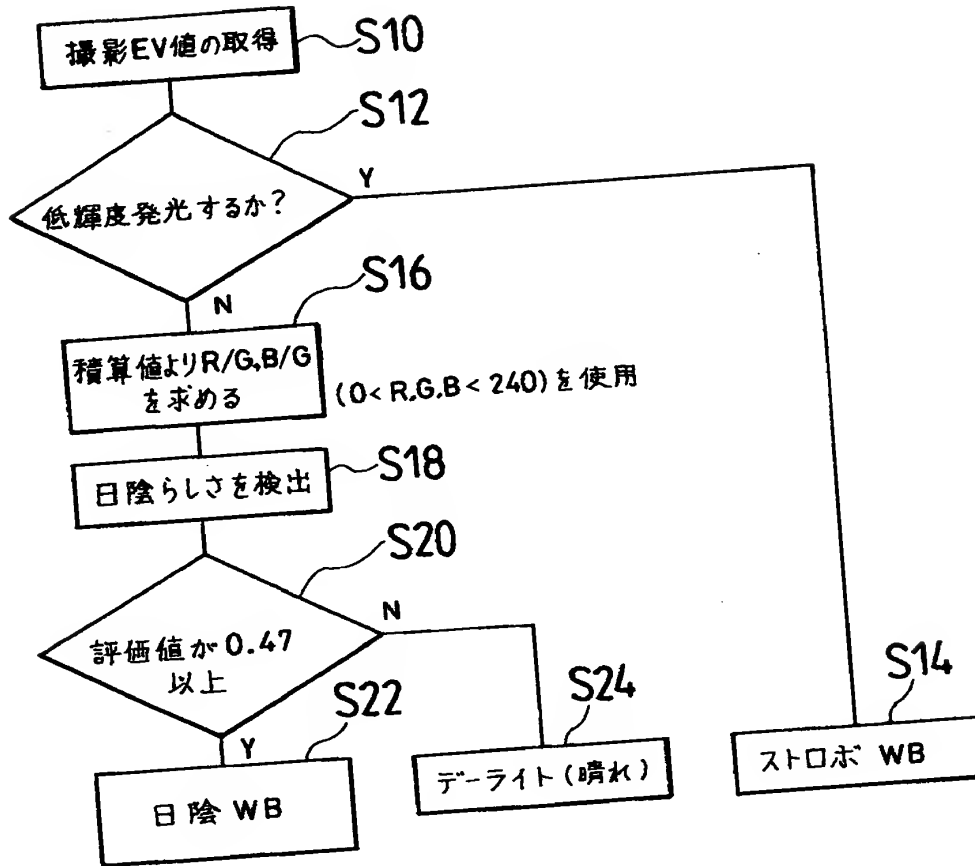 撮影EV値の取得
S10
S12
低輝度発光するか?
Y
N
S16
積算値よりR/G,B/G
を求める
(0<R,G,B<240)を使用
S18
日陰らしさを検出
S20
評価値が0.47
以上
N
Y
S22
日陰 WB
S24
デーライト(晴れ)
S14
ストロボ WB